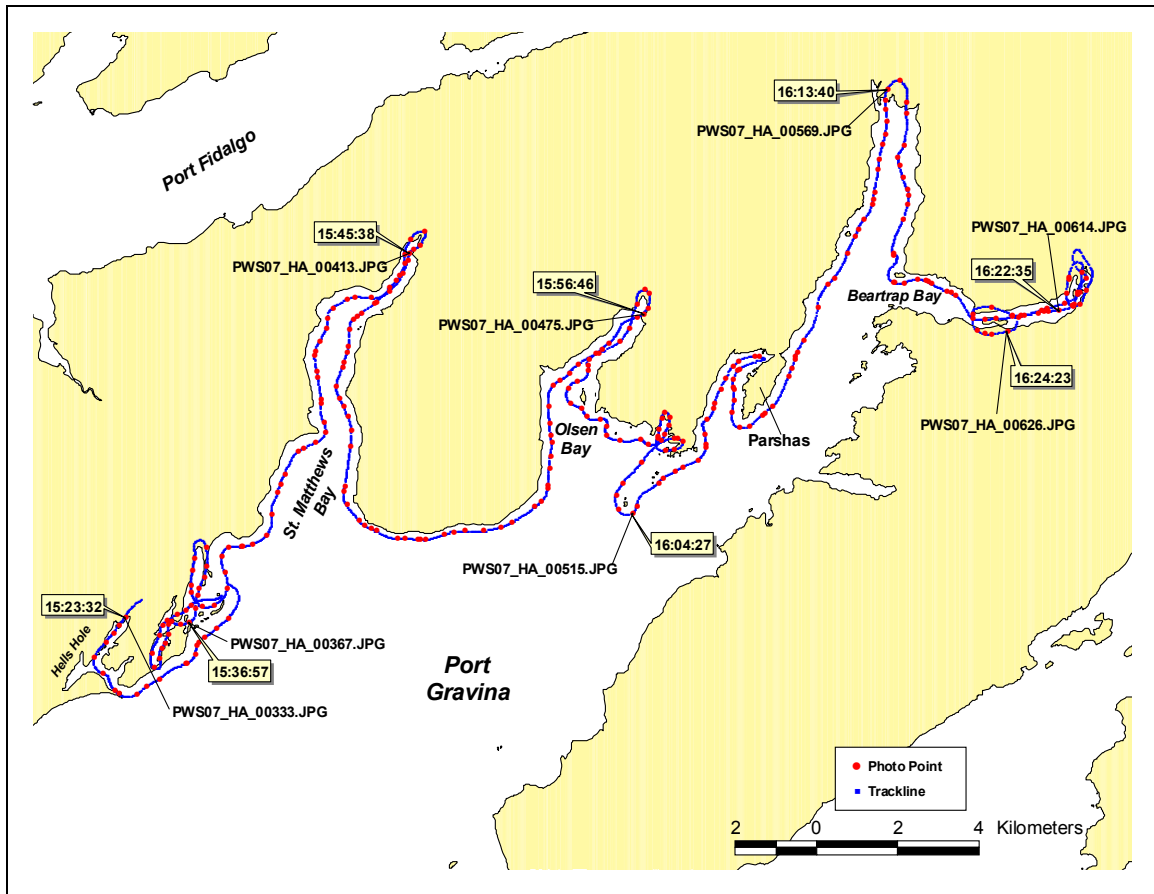 16:13:40
PWS07_HA_00569.JPG
Port Fidalgo
15:45:38
PWS07_HA_00413.JPG
PWS07_HA_00614.JPG
16:22:35
15:56:46
PWS07_HA_00475.JPG
Beartrap Bay
16:24:23
PWS07_HA_00626.JPG
Olsen
Bay
Parshas
St. Matthews
Bay
16:04:27
PWS07_HA_00515.JPG
15:23:32
Hells Hole
PWS07_HA_00367.JPG
15:36:57
PWS07_HA_00333.JPG
Port
Gravina
Photo Point
Trackline
2 0 2 4 Kilometers